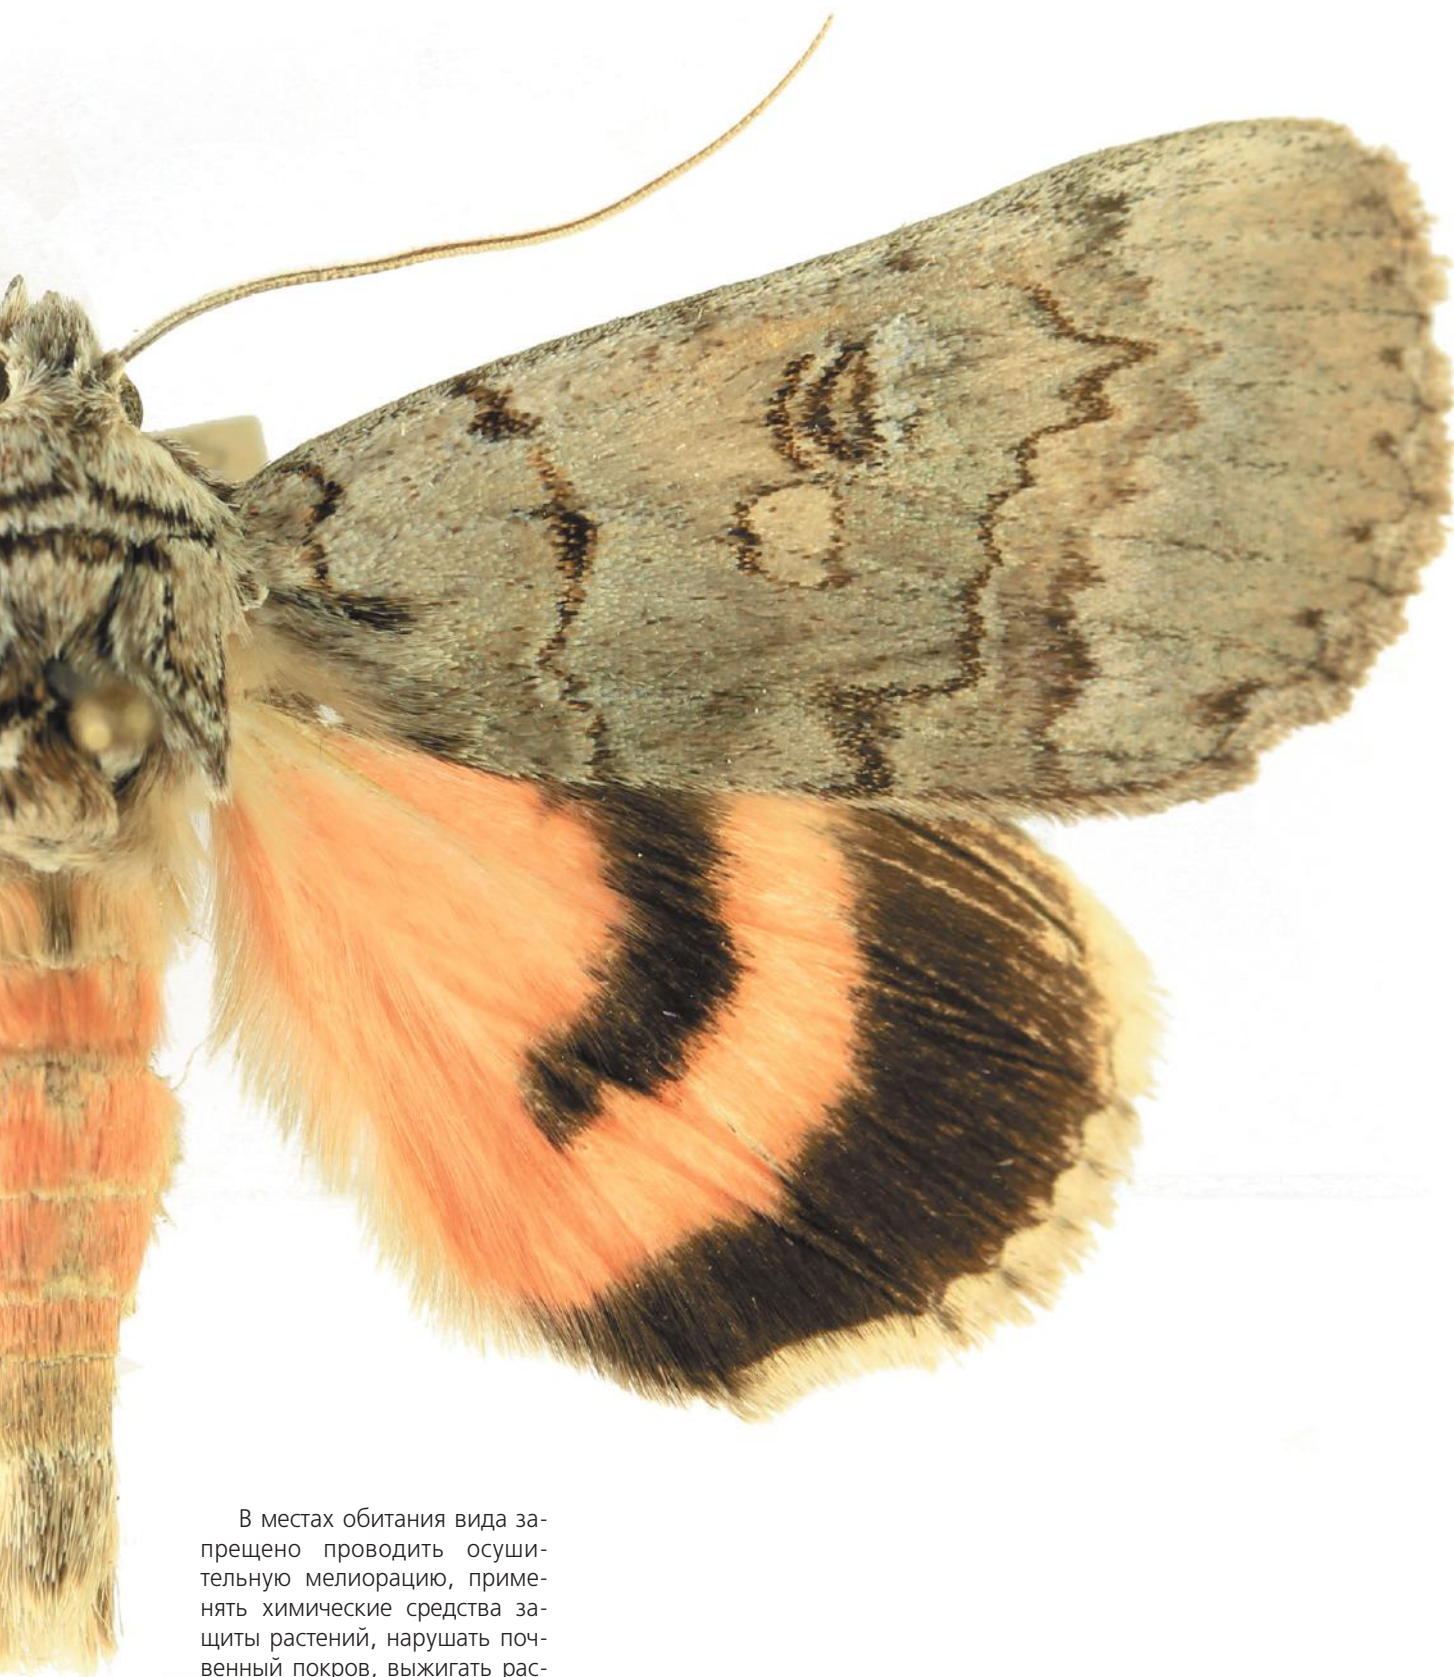 В местах обитания вида за-
прещено проводить осуши-
тельную мелиорацию, приме-
нять химические средства за-
щиты растений, нарушать поч-
венный покров, выжигать рас-